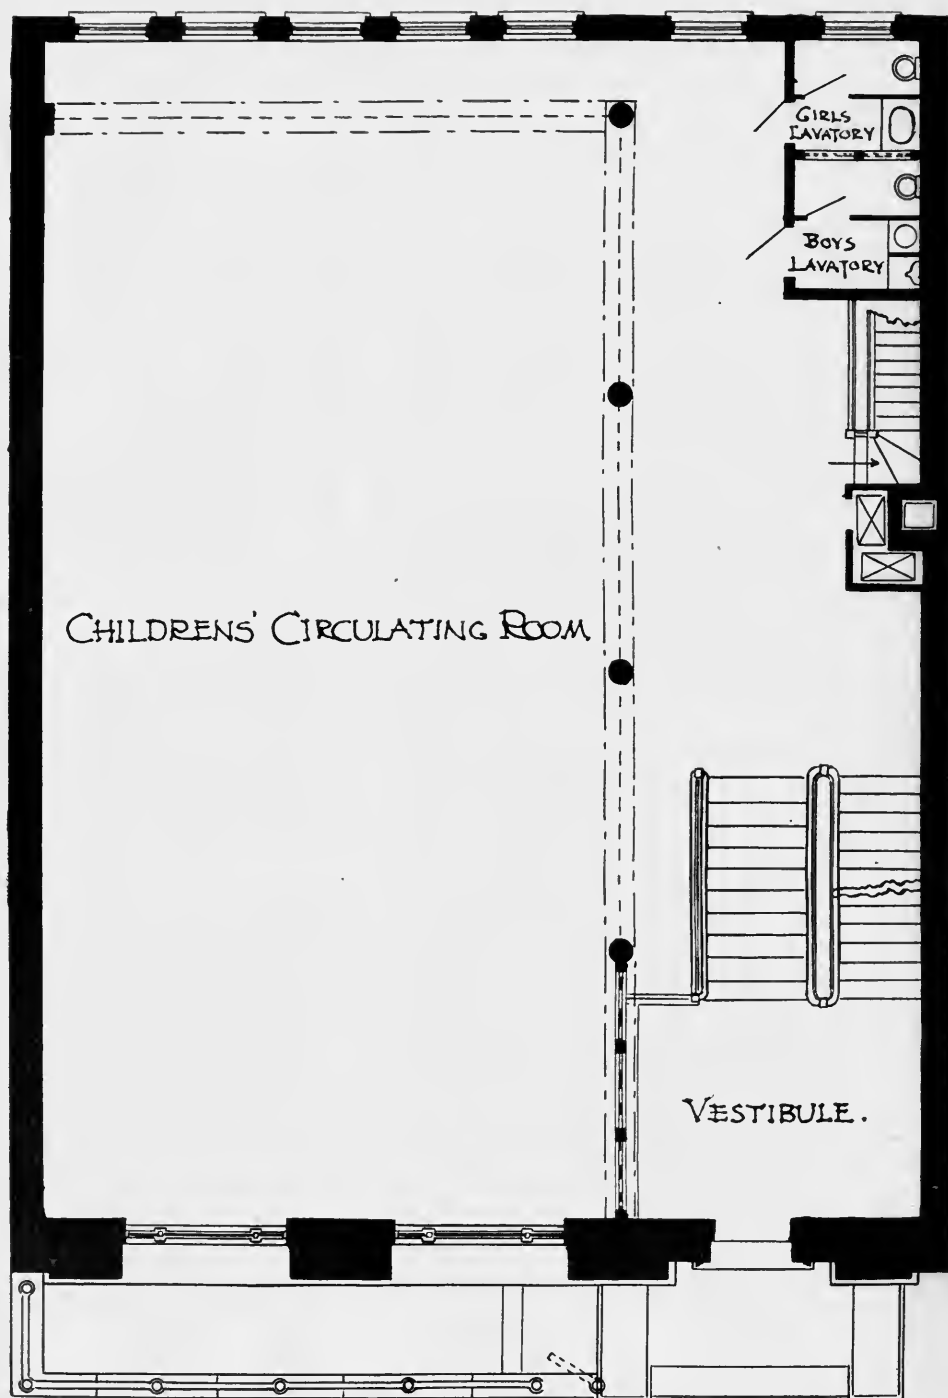 GIRLS
LAVATORY
BOYS
LAVATORY
CHILDRENS' CIRCULATING ROOM
VESTIBULE.